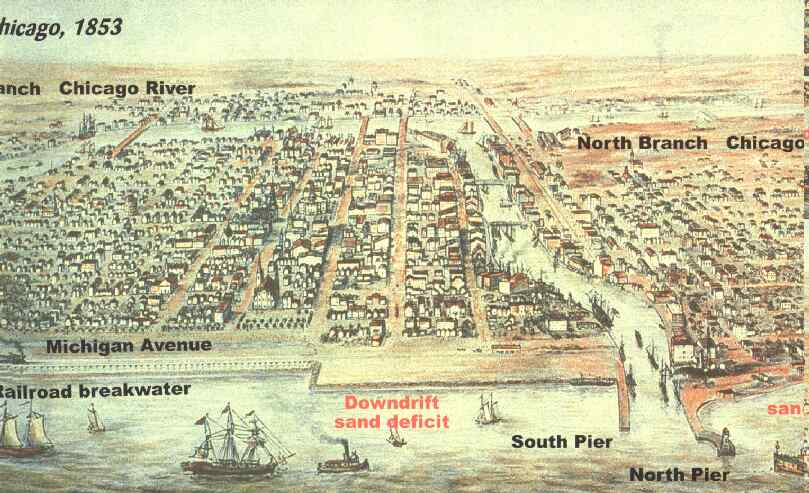 hicago, 1853
anch Chicago River
North Branch Chicago
Michigan Avenue
Railroad breakwater
Downdrift
sand deficit
san
South Pier
North Pier